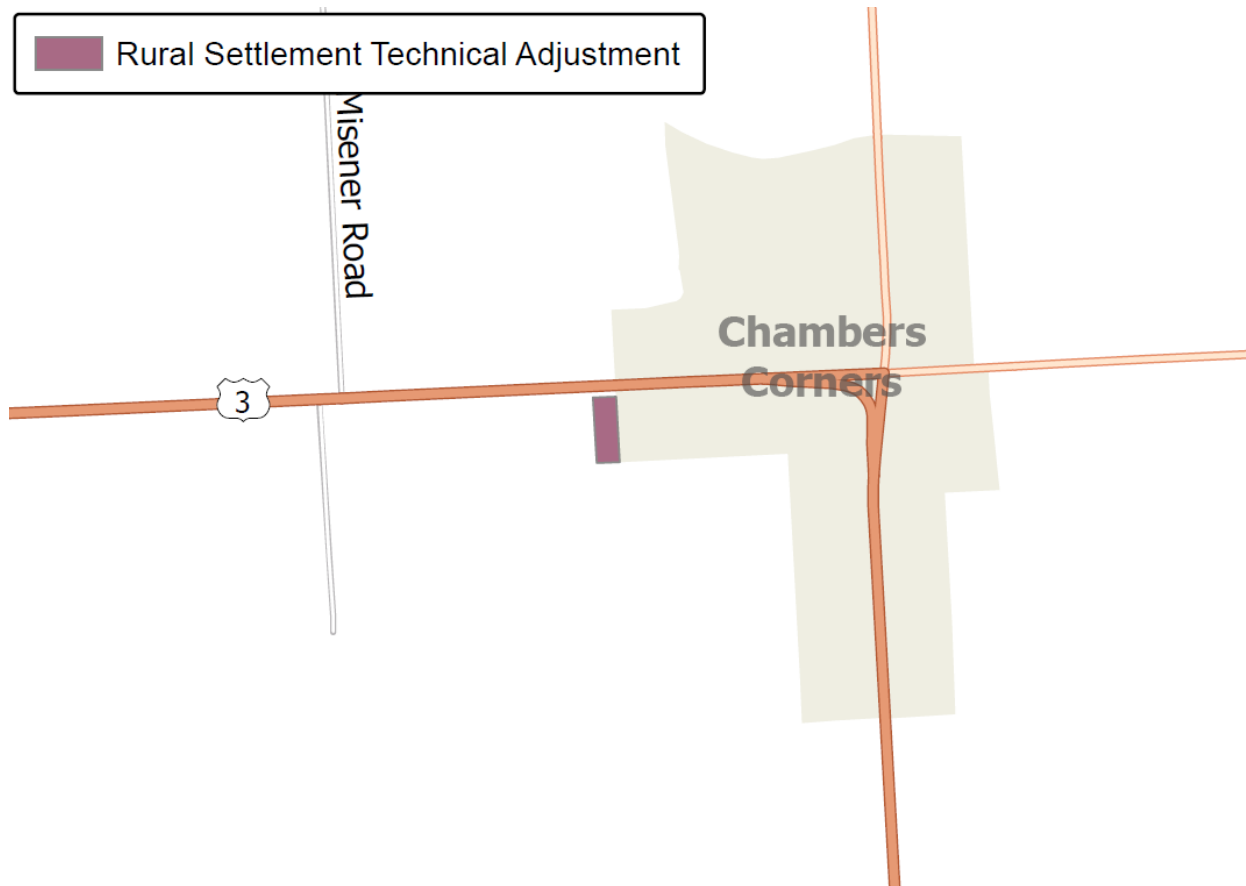 Rural Settlement Technical Adjustment
Misener Road
Chambers
Corners
3